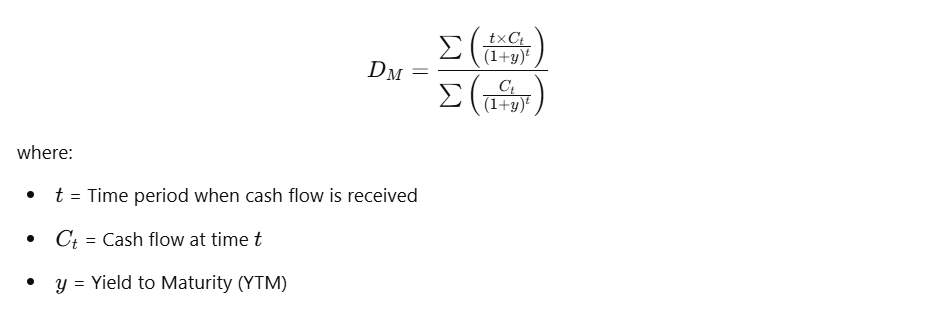 D_M = \frac{\sum \left( \frac{t \times C_t}{(1+y)^t} \right)}{\sum \left( \frac{C_t}{(1+y)^t} \right)}
where:
• t = Time period when cash flow is received
• C_t = Cash flow at time t
• y = Yield to Maturity (YTM)